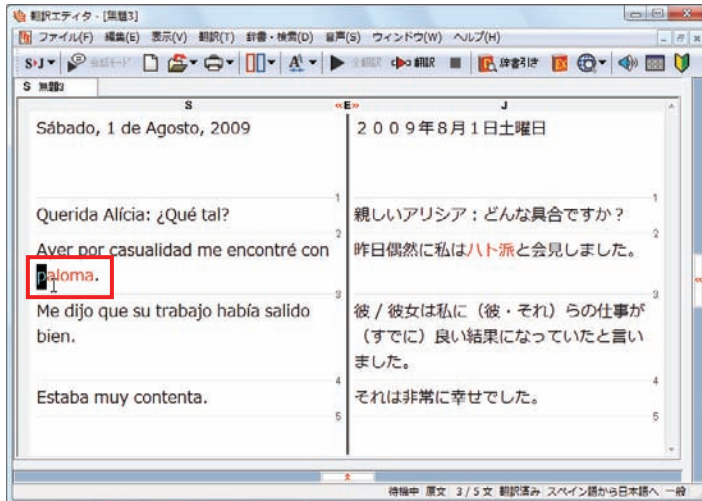 翻訳エディタ - [無題3]
ファイル(F) 編集(E) 表示(V) 翻訳(T) 辞書・検索(D) 音声(S) ウィンドウ(W) ヘルプ(H)
S›J 会話モード 全翻訳 翻訳 辞書引き
S 無題3
S «E» J
Sábado, 1 de Agosto, 2009
2009年8月1日土曜日
1 1
Querida Alícia: ¿Qué tal?
親しいアリシア：どんな具合ですか？
2 2
Ayer por casualidad me encontré con
paloma.
昨日偶然に私はハト派と会見しました。
3 3
Me dijo que su trabajo había salido
bien.
彼/彼女は私に（彼・それ）らの仕事が
（すでに）良い結果になっていたと言い
ました。
4 4
Estaba muy contenta.
それは非常に幸せでした。
5 5
待機中 原文 3/5文 翻訳済み スペイン語から日本語へ 一般